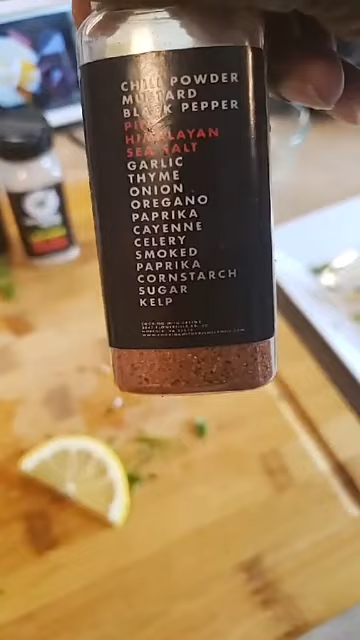 CHILI POWDER
MUSTARD
BLACK PEPPER
PINK
HIMALAYAN
SEA SALT
GARLIC
THYME
ONION
OREGANO
PAPRIKA
CAYENNE
CELERY
SMOKED
PAPRIKA
CORNSTARCH
SUGAR
KELP